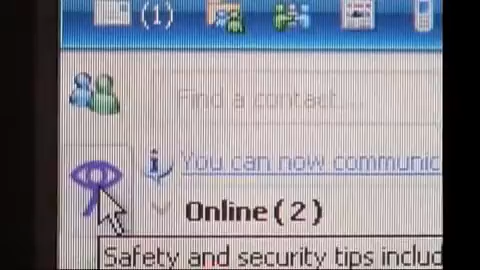 (1)
Find a contact...
You can now communic
Online (2)
Safety and security tips includ